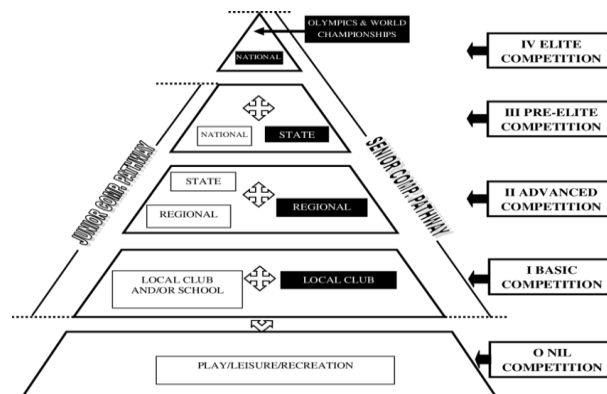 OLYMPICS & WORLD
CHAMPIONSHIPS
NATIONAL
IV ELITE
COMPETITION
NATIONAL
STATE
III PRE-ELITE
COMPETITION
JUNIOR COMP. PATHWAY
SENIOR COMP PATHWAY
STATE
REGIONAL
REGIONAL
II ADVANCED
COMPETITION
LOCAL CLUB
AND/OR SCHOOL
LOCAL CLUB
I BASIC
COMPETITION
PLAY/LEISURE/RECREATION
O NIL
COMPETITION